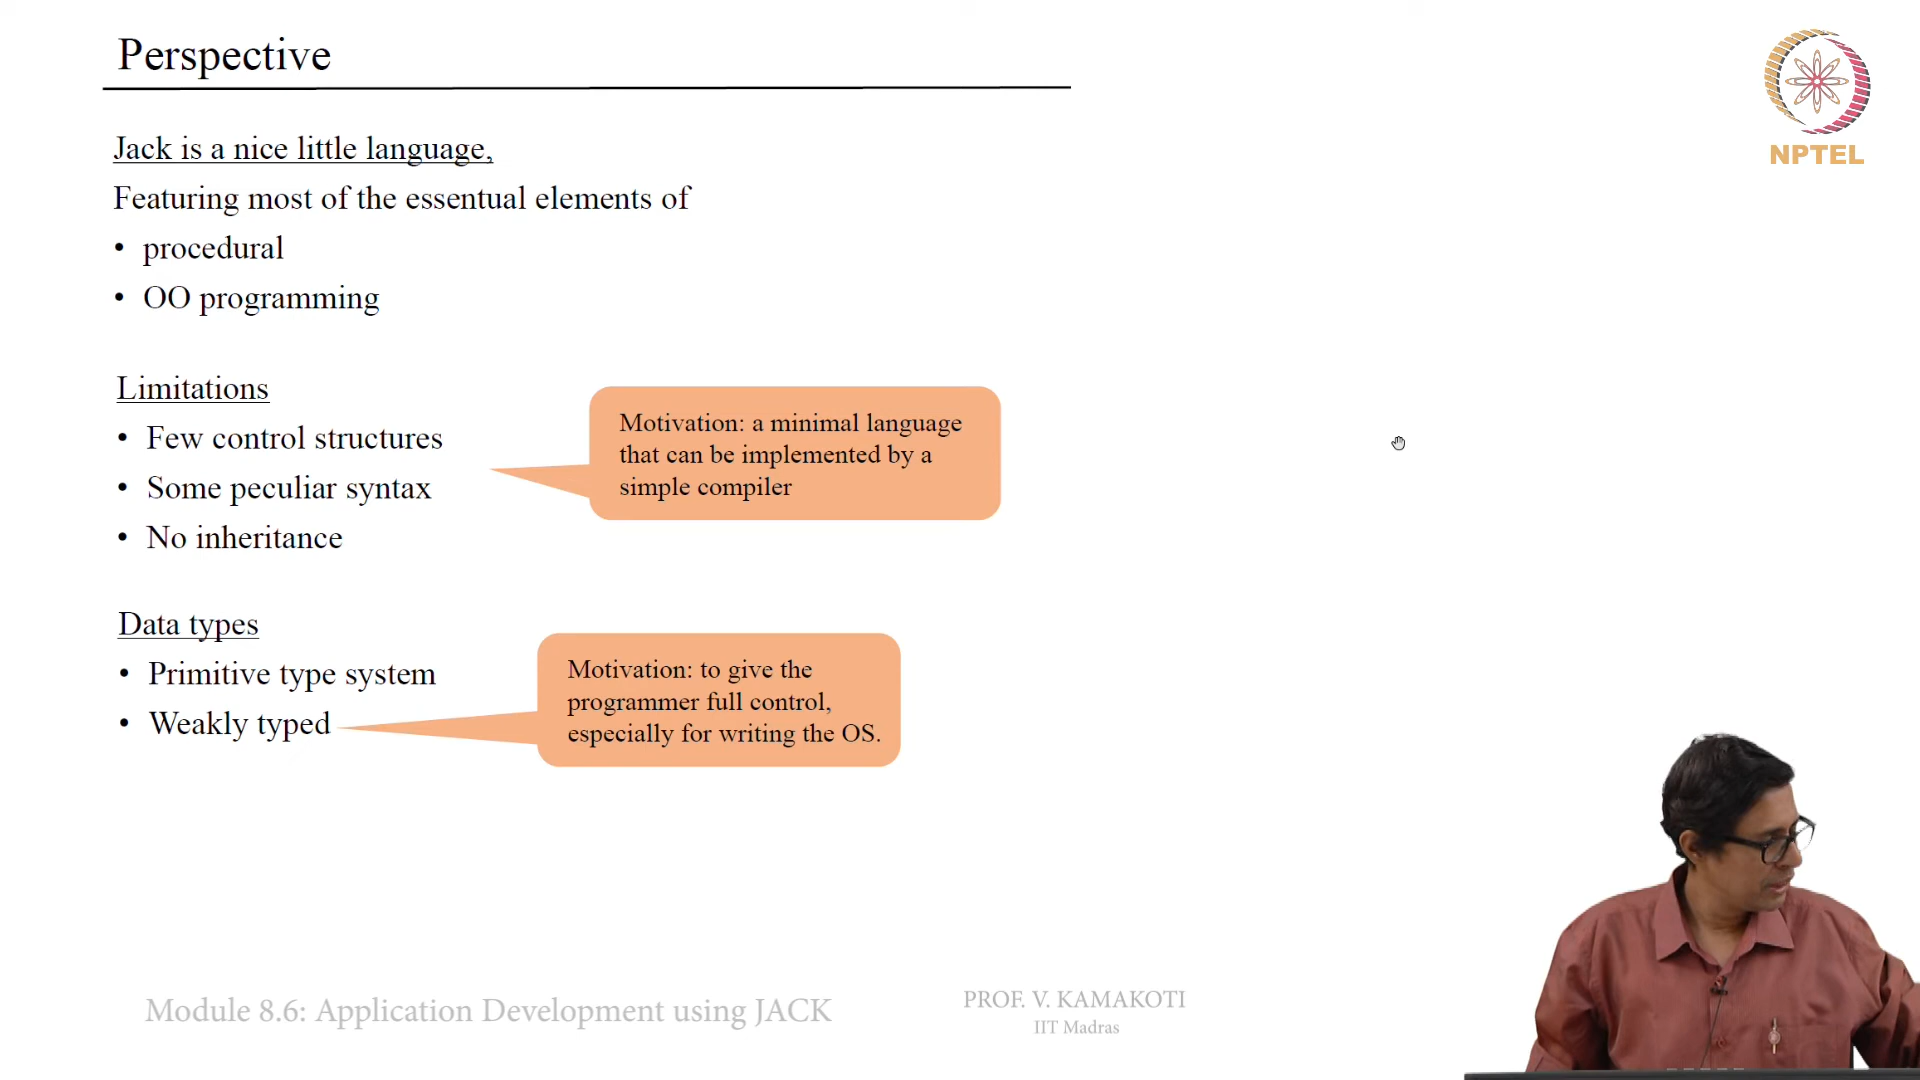 Perspective
NPTEL
Jack is a nice little language,
Featuring most of the essentual elements of
• procedural
• OO programming
Limitations
• Few control structures
• Some peculiar syntax
• No inheritance
Motivation: a minimal language
that can be implemented by a
simple compiler
Data types
• Primitive type system
• Weakly typed
Motivation: to give the
programmer full control,
especially for writing the OS.
Module 8.6: Application Development using JACK
PROF. V. KAMAKOTI
IIT Madras